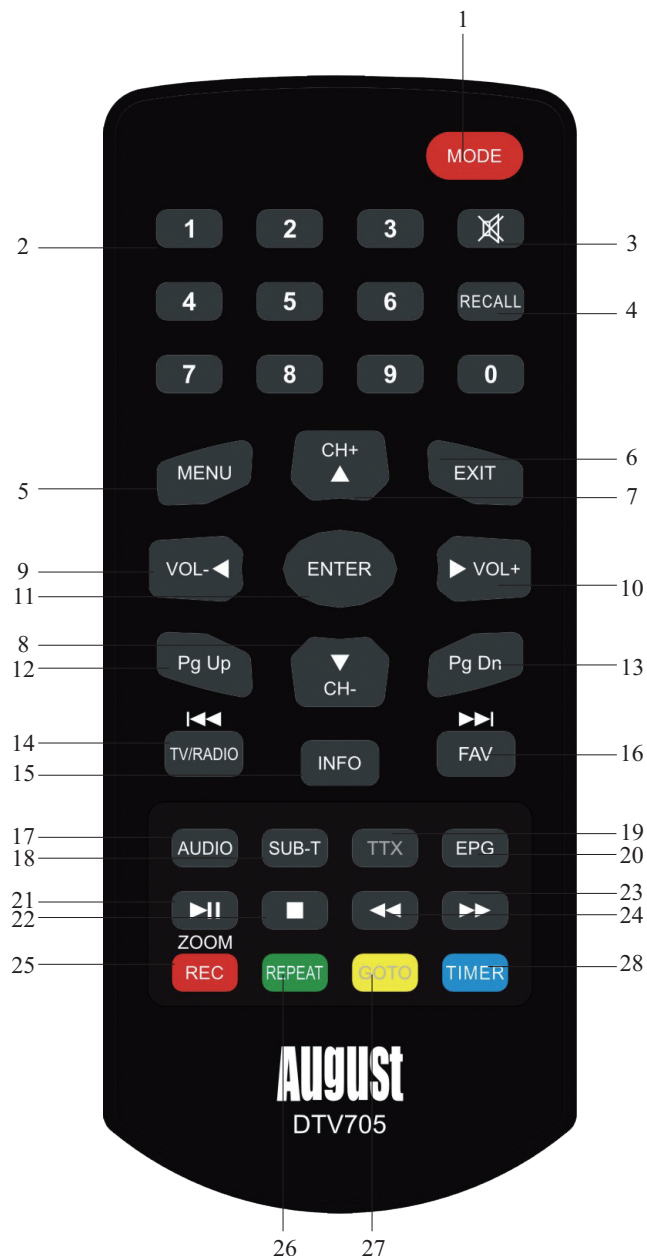 1
MODE
1 2 3
2 3
4 5 6 RECALL
4
7 8 9 0
CH+
MENU EXIT
6
5 7
VOL- ENTER VOL+
9 10
11
8
Pg Up Pg Dn
12 13
CH-
14 TV/RADIO INFO FAV 16
15
17 19
AUDIO SUB-T TTX EPG
18 20
21 23
22 24
ZOOM
25 28
REC REPEAT GOTO TIMER
August
DTV705
26 27